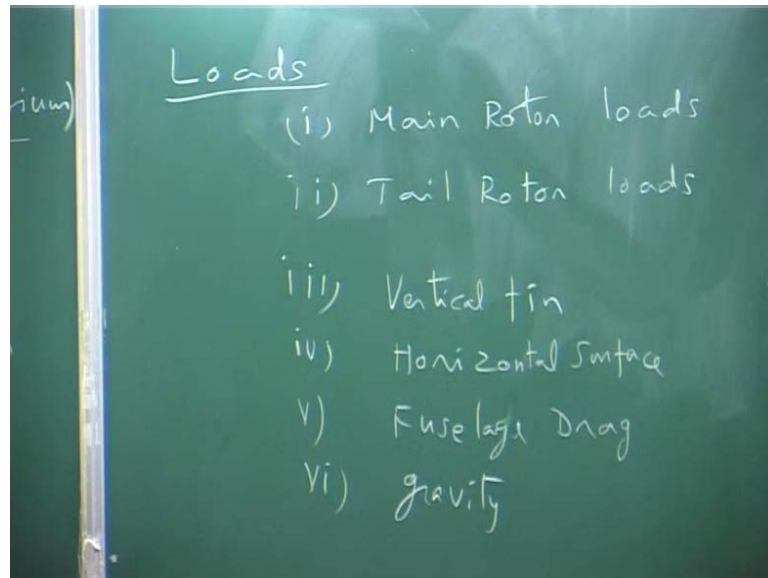 ium)
Loads
(i) Main Rotor loads
ii) Tail Rotor loads
iii) Vertical fin
iv) Horizontal Surface
v) Fuselage Drag
vi) gravity